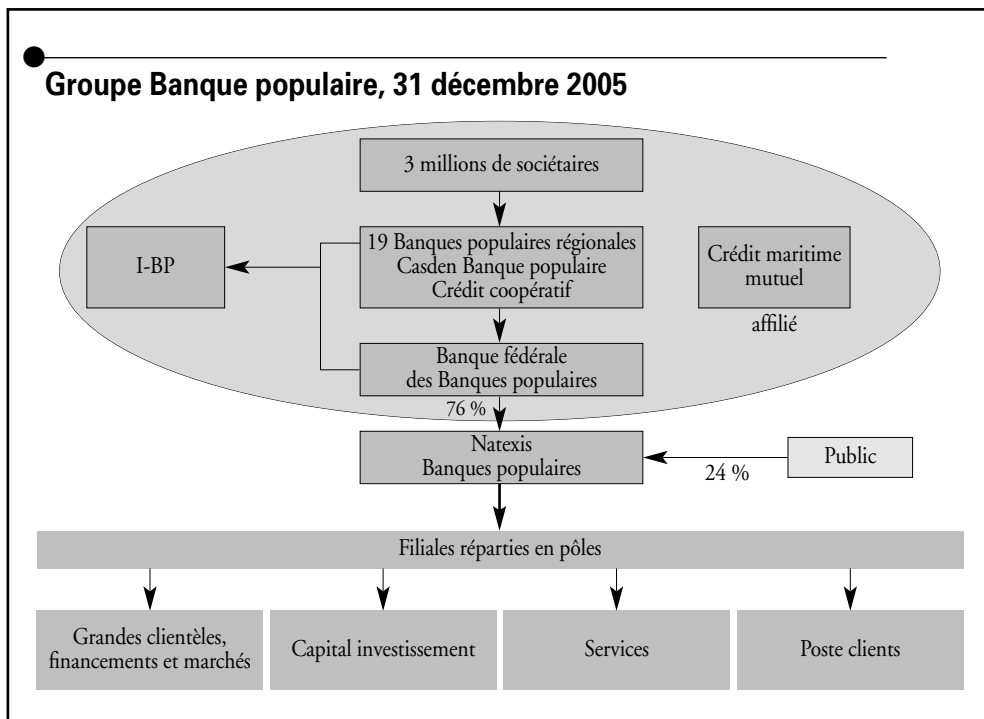 Groupe Banque populaire, 31 décembre 2005
3 millions de sociétaires
I-BP
19 Banques populaires régionales
Casden Banque populaire
Crédit coopératif
Crédit maritime
mutuel
affilié
Banque fédérale
des Banques populaires
76 %
Natexis
Banques populaires
24 %
Public
Filiales réparties en pôles
Grandes clientèles,
financements et marchés
Capital investissement
Services
Poste clients